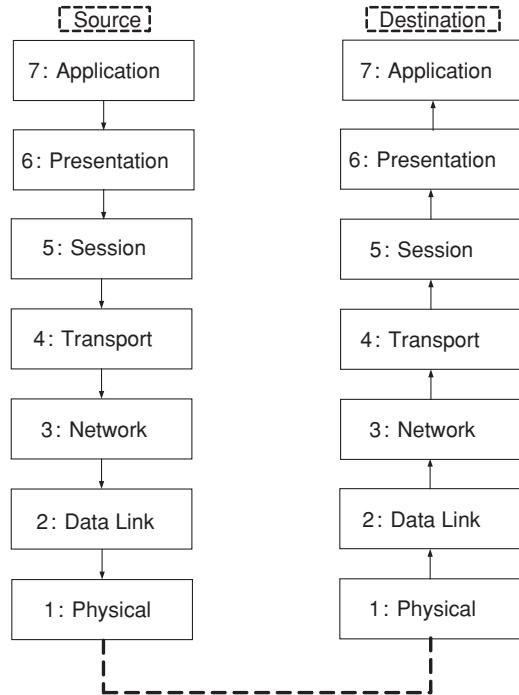 Source
7: Application
6: Presentation
5: Session
4: Transport
3: Network
2: Data Link
1: Physical
Destination
7: Application
6: Presentation
5: Session
4: Transport
3: Network
2: Data Link
1: Physical